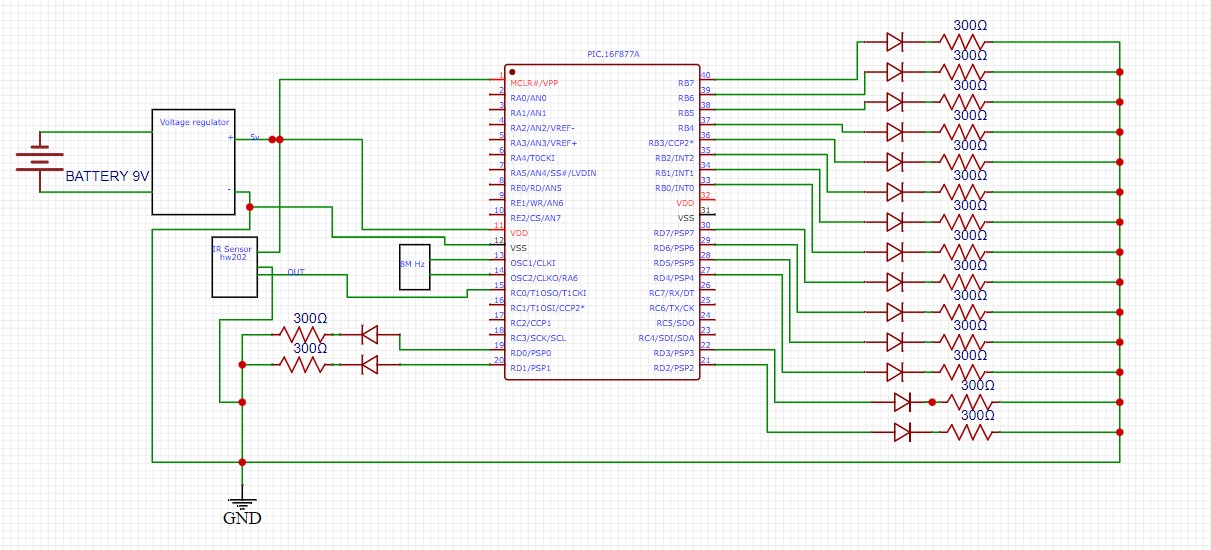 PIC.16F877A
Voltage regulator
+
5v
-
BATTERY 9V
IR Sensor
hw202
OUT
8M Hz
300Ω
300Ω
GND
1
MCLR#/VPP
2
RA0/AN0
3
RA1/AN1
4
RA2/AN2/VREF-
5
RA3/AN3/VREF+
6
RA4/T0CKI
7
RA5/AN4/SS#/LVDIN
8
RE0/RD/AN5
9
RE1/WR/AN6
10
RE2/CS/AN7
11
VDD
12
VSS
13
OSC1/CLKI
14
OSC2/CLKO/RA6
15
RC0/T1OSO/T1CKI
16
RC1/T1OSI/CCP2*
17
RC2/CCP1
18
RC3/SCK/SCL
19
RD0/PSP0
20
RD1/PSP1
40
RB7
39
RB6
38
RB5
37
RB4
36
RB3/CCP2*
35
RB2/INT2
34
RB1/INT1
33
RB0/INT0
32
VDD
31
VSS
30
RD7/PSP7
29
RD6/PSP6
28
RD5/PSP5
27
RD4/PSP4
26
RC7/RX/DT
25
RC6/TX/CK
24
RC5/SDO
23
RC4/SDI/SDA
22
RD3/PSP3
21
RD2/PSP2
300Ω
300Ω
300Ω
300Ω
300Ω
300Ω
300Ω
300Ω
300Ω
300Ω
300Ω
300Ω
300Ω
300Ω